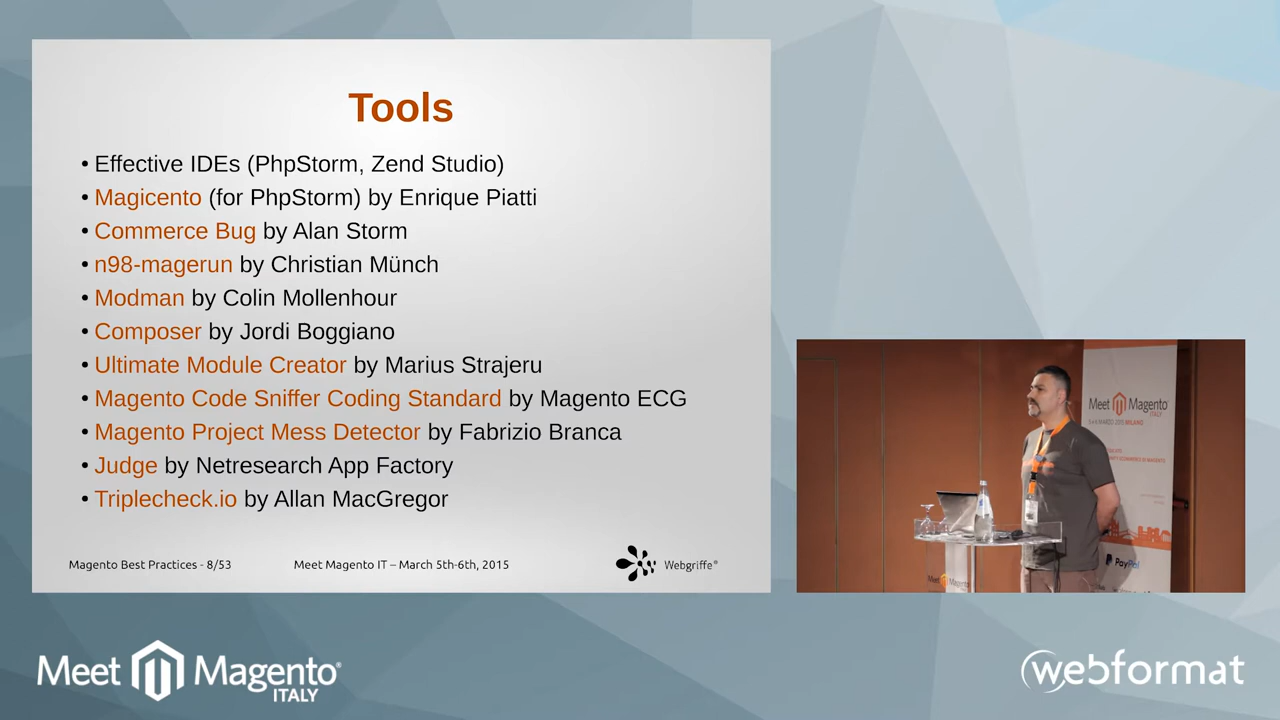 Tools
• Effective IDEs (PhpStorm, Zend Studio)
• Magicento (for PhpStorm) by Enrique Piatti
• Commerce Bug by Alan Storm
• n98-magerun by Christian Münch
• Modman by Colin Mollenhour
• Composer by Jordi Boggiano
• Ultimate Module Creator by Marius Strajeru
• Magento Code Sniffer Coding Standard by Magento ECG
• Magento Project Mess Detector by Fabrizio Branca
• Judge by Netresearch App Factory
• Triplecheck.io by Allan MacGregor
Magento Best Practices - 8/53
Meet Magento IT – March 5th-6th, 2015
Webgriffe®
Meet Magento
ITALY
MILANO
PayPal
Meet Magento
Meet Magento®
ITALY
webformat